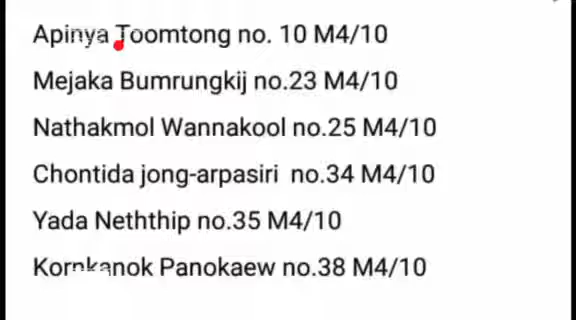 Apinya Toomtong no. 10 M4/10
Mejaka Bumrungkij no.23 M4/10
Nathakmol Wannakool no.25 M4/10
Chontida jong-arpasiri no.34 M4/10
Yada Neththip no.35 M4/10
Kornkanok Panokaew no.38 M4/10